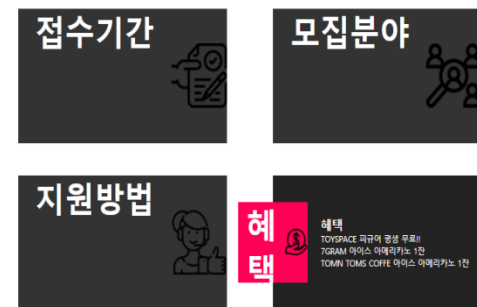 접수기간
모집분야
지원방법
혜
택
혜택
TOYSPACE 피규어 평생 무료!!
7GRAM 아이스 아메리카노 1잔
TOMN TOMS COFFE 아이스 아메리카노 1잔